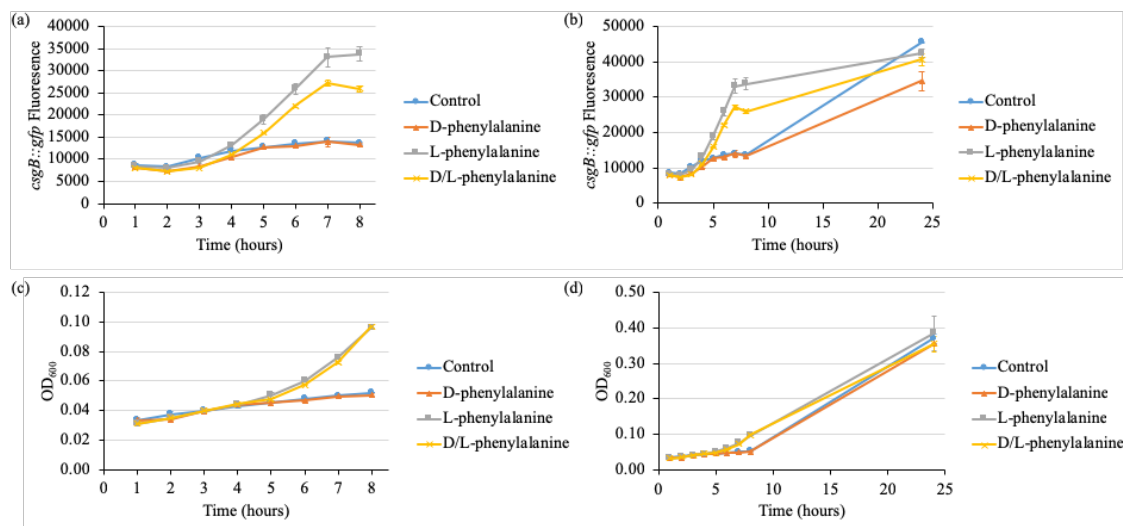 (a)
csgB::gfp Fluoresence
40000
35000
30000
25000
20000
15000
10000
5000
0
0 1 2 3 4 5 6 7 8
Time (hours)
Control
D-phenylalanine
L-phenylalanine
D/L-phenylalanine
(b)
csgB::gfp Fluoresence
50000
40000
30000
20000
10000
0
0 5 10 15 20 25
Time (hours)
Control
D-phenylalanine
L-phenylalanine
D/L-phenylalanine
(c)
OD600
0.12
0.10
0.08
0.06
0.04
0.02
0.00
0 1 2 3 4 5 6 7 8
Time (hours)
Control
D-phenylalanine
L-phenylalanine
D/L-phenylalanine
(d)
OD600
0.50
0.40
0.30
0.20
0.10
0.00
0 5 10 15 20 25
Time (hours)
Control
D-phenylalanine
L-phenylalanine
D/L-phenylalanine